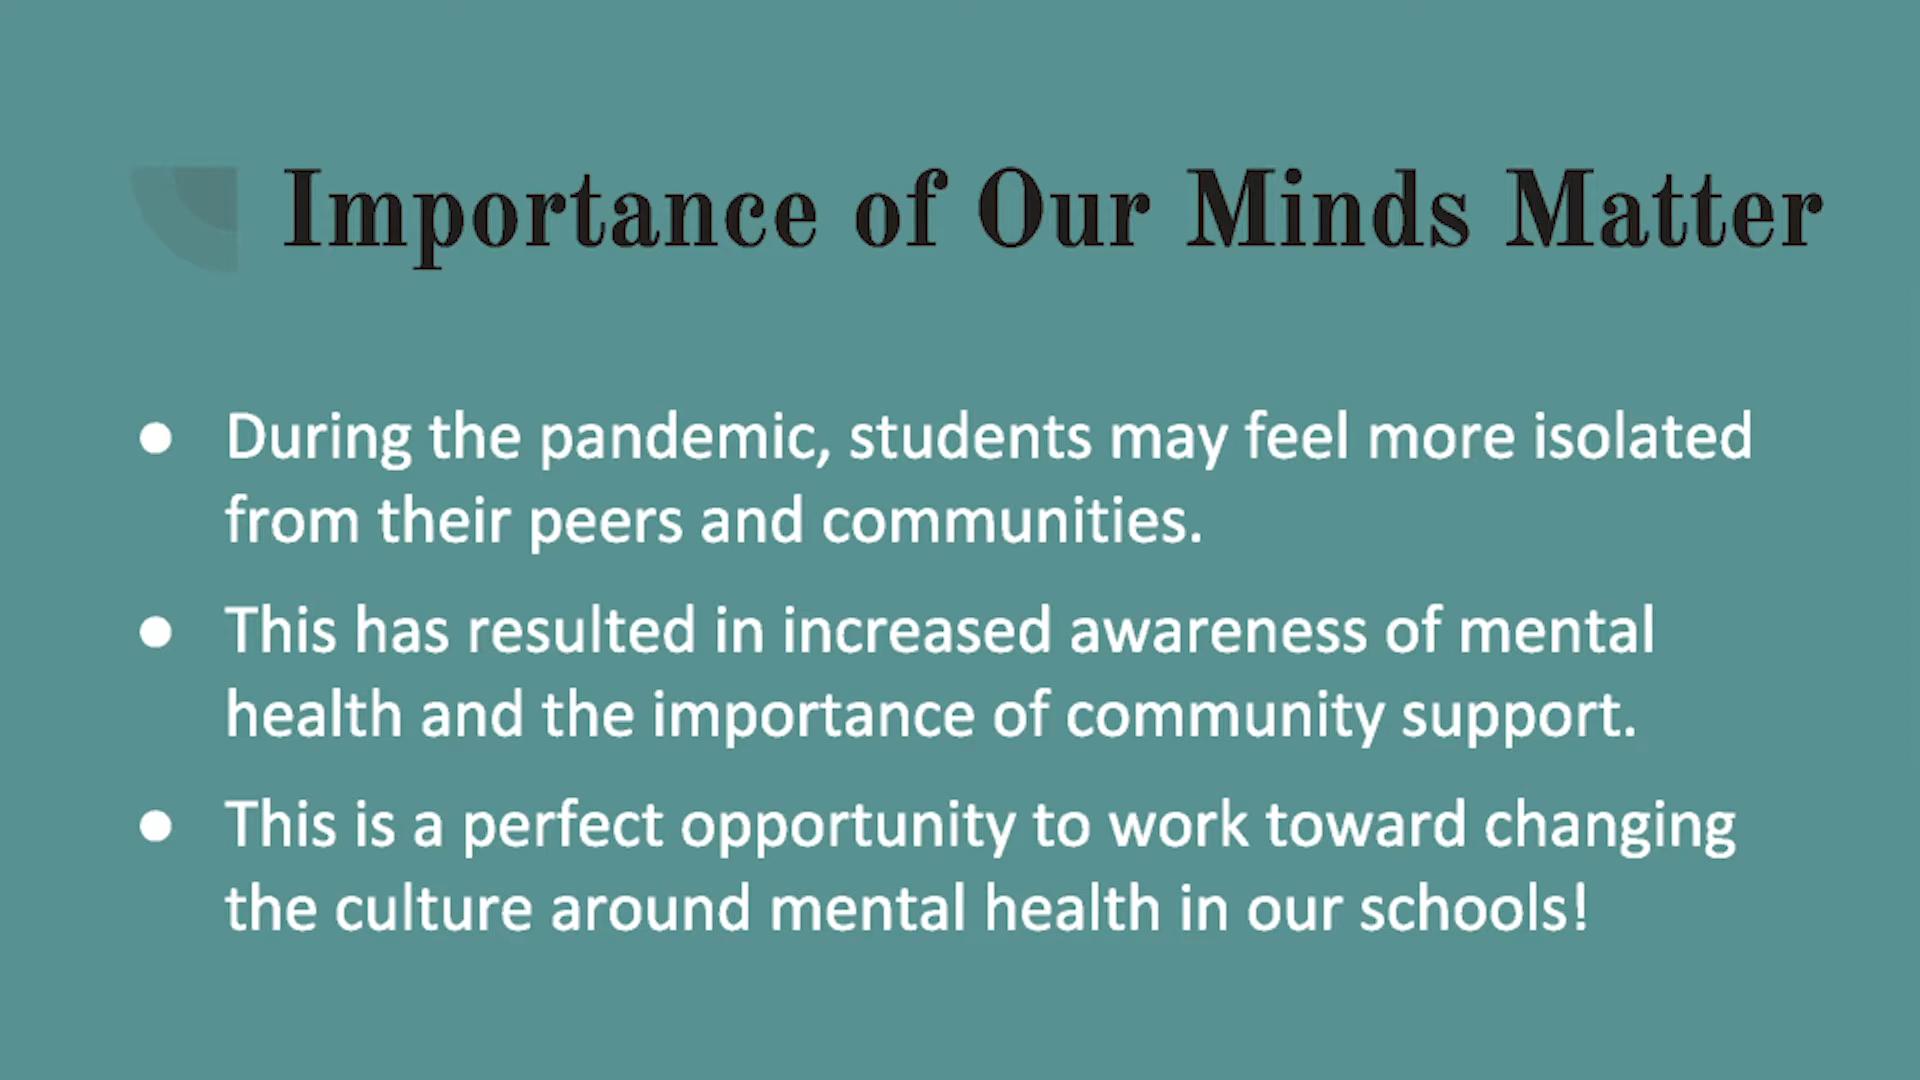 Importance of Our Minds Matter
● During the pandemic, students may feel more isolated
from their peers and communities.
● This has resulted in increased awareness of mental
health and the importance of community support.
● This is a perfect opportunity to work toward changing
the culture around mental health in our schools!